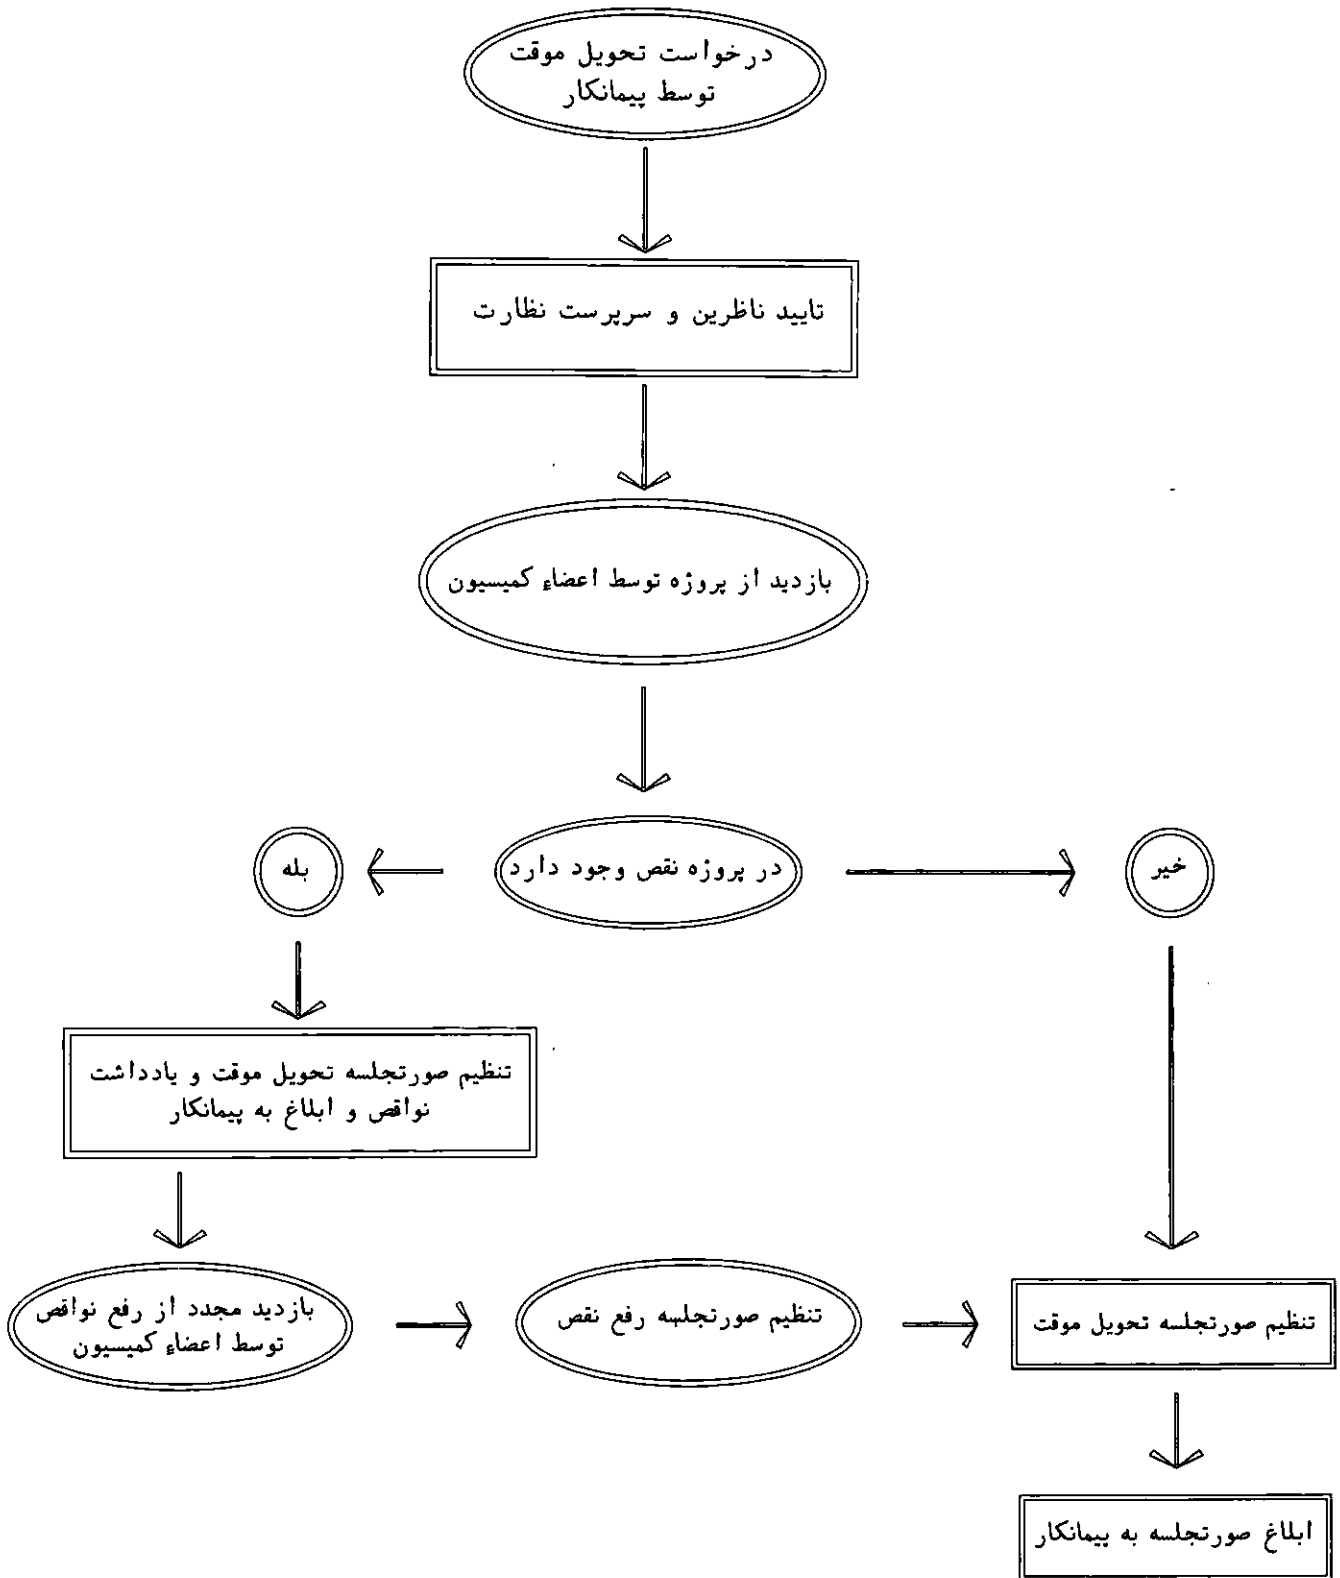 درخواست تحویل موقت
توسط پیمانکار
تایید ناظرین و سرپرست نظارت
بازدید از پروژه توسط اعضاء کمیسیون
در پروژه نقص وجود دارد
خیر
بله
تنظیم صورتجلسه تحویل موقت و یادداشت
نواقص و ابلاغ به پیمانکار
بازدید مجدد از رفع نواقص
توسط اعضاء کمیسیون
تنظیم صورتجلسه رفع نقص
تنظیم صورتجلسه تحویل موقت
ابلاغ صورتجلسه به پیمانکار